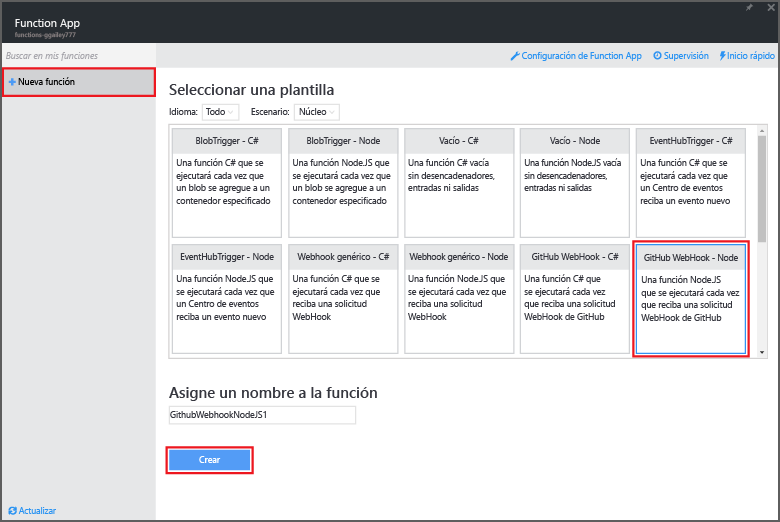 Function App
functions-ggailey777
Buscar en mis funciones
Configuración de Function App
Supervisión
Inicio rápido
Nueva función
Seleccionar una plantilla
Idioma: Todo Escenario: Núcleo
BlobTrigger - C#
Una función C# que se
ejecutará cada vez que
un blob se agregue a un
contenedor especificado
BlobTrigger - Node
Una función NodeJS que
se ejecutará cada vez que
un blob se agregue a un
contenedor especificado
Vacío - C#
Una función C# vacía
sin desencadenadores,
entradas ni salidas
Vacío - Node
Una función NodeJS vacía
sin desencadenadores,
entradas ni salidas
EventHubTrigger - C#
Una función C# que se
ejecutará cada vez que
un Centro de eventos
reciba un evento nuevo
EventHubTrigger - Node
Una función NodeJS que
se ejecutará cada vez que
un Centro de eventos
reciba un evento nuevo
Webhook genérico - C#
Una función C# que se
ejecutará cada vez que
reciba una solicitud
WebHook
Webhook genérico - Node
Una función NodeJS que
se ejecutará cada vez que
reciba una solicitud
WebHook
GitHub WebHook - C#
Una función C# que
se ejecutará cada vez
que reciba una solicitud
WebHook de GitHub
GitHub WebHook - Node
Una función NodeJS
que se ejecutará cada vez
que reciba una solicitud
WebHook de GitHub
Asigne un nombre a la función
GithubWebhookNodeJS1
Crear
Actualizar